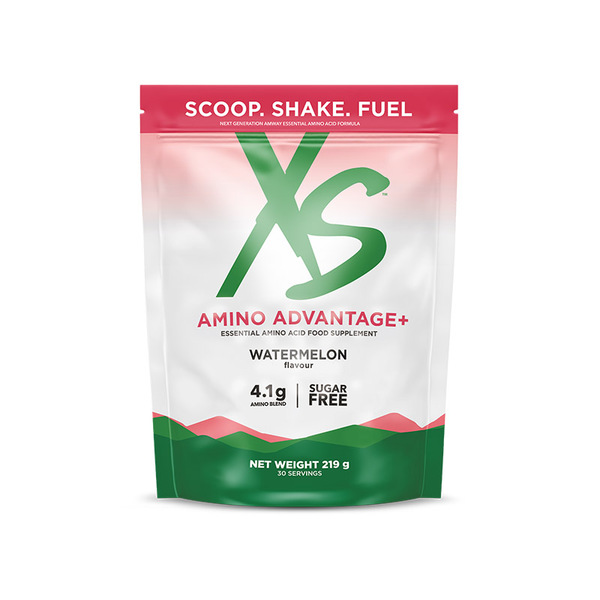 SCOOP. SHAKE. FUEL
NEXT GENERATION AMWAY ESSENTIAL AMINO ACID FORMULA
XS™
AMINO ADVANTAGE+
ESSENTIAL AMINO ACID FOOD SUPPLEMENT
WATERMELON
flavour
4.1g
AMINO BLEND
SUGAR
FREE
NET WEIGHT 219 g
30 SERVINGS